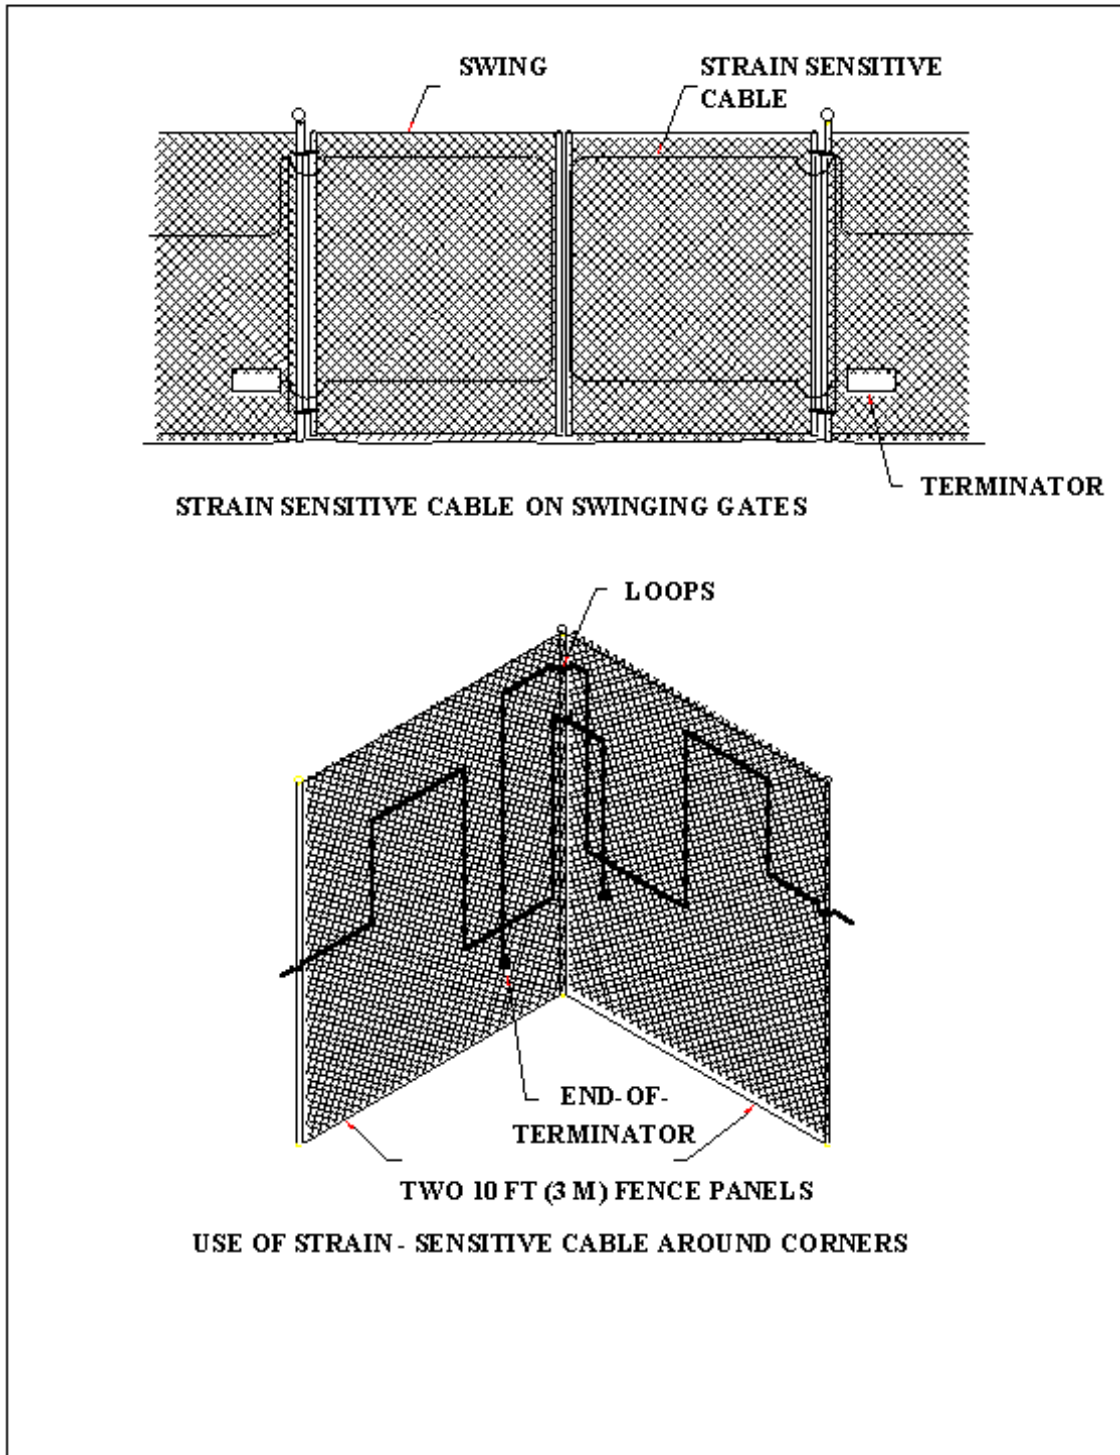 SWING
STRAIN SENSITIVE
CABLE
TERMINATOR
STRAIN SENSITIVE CABLE ON SWINGING GATES
LOOPS
END-OF-
TERMINATOR
TWO 10 FT (3 M) FENCE PANELS
USE OF STRAIN - SENSITIVE CABLE AROUND CORNERS